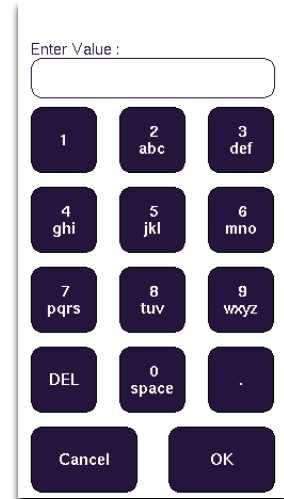 Enter Value :
1
2
abc
3
def
4
ghi
5
jkl
6
mno
7
pqrs
8
tuv
9
wxyz
DEL
0
space
.
Cancel
OK